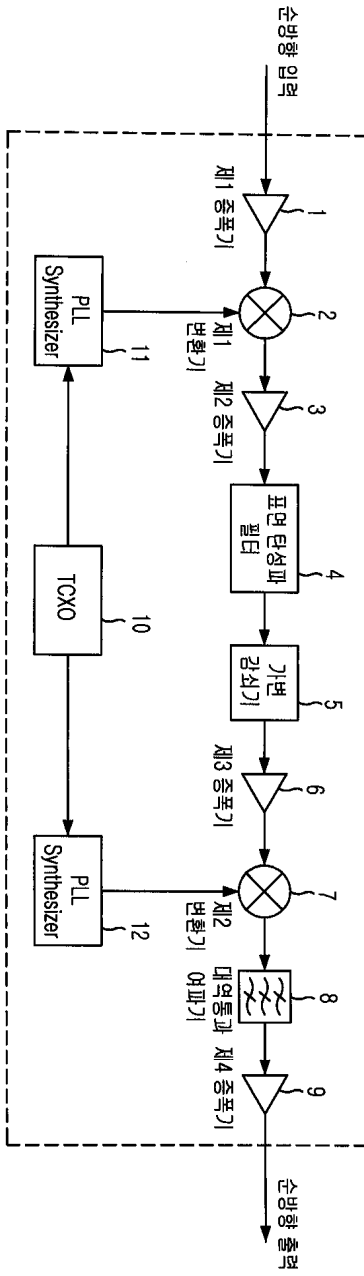 순방향 입력
1
제1 증폭기
2
제1
변환기
3
제2 증폭기
4
표면 탄성파
필터
5
가변
감쇠기
6
제3 증폭기
7
제2
변환기
8
대역통과
여파기
9
제4 증폭기
순방향 출력
PLL
Synthesizer
11
TCXO
10
PLL
Synthesizer
12